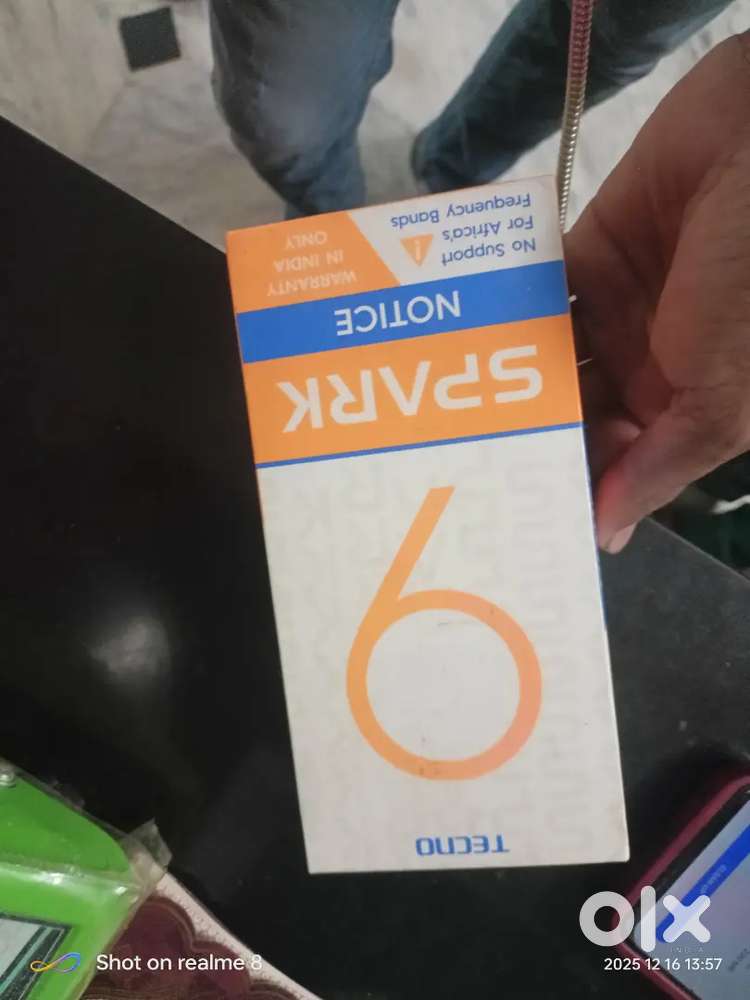 TECNO
9
SPARK
NOTICE
No Support
For Africa's
Frequency Bands
WARRANTY
IN INDIA
ONLY
olx
INDIA
Shot on realme 8
2025 12 16 13:57